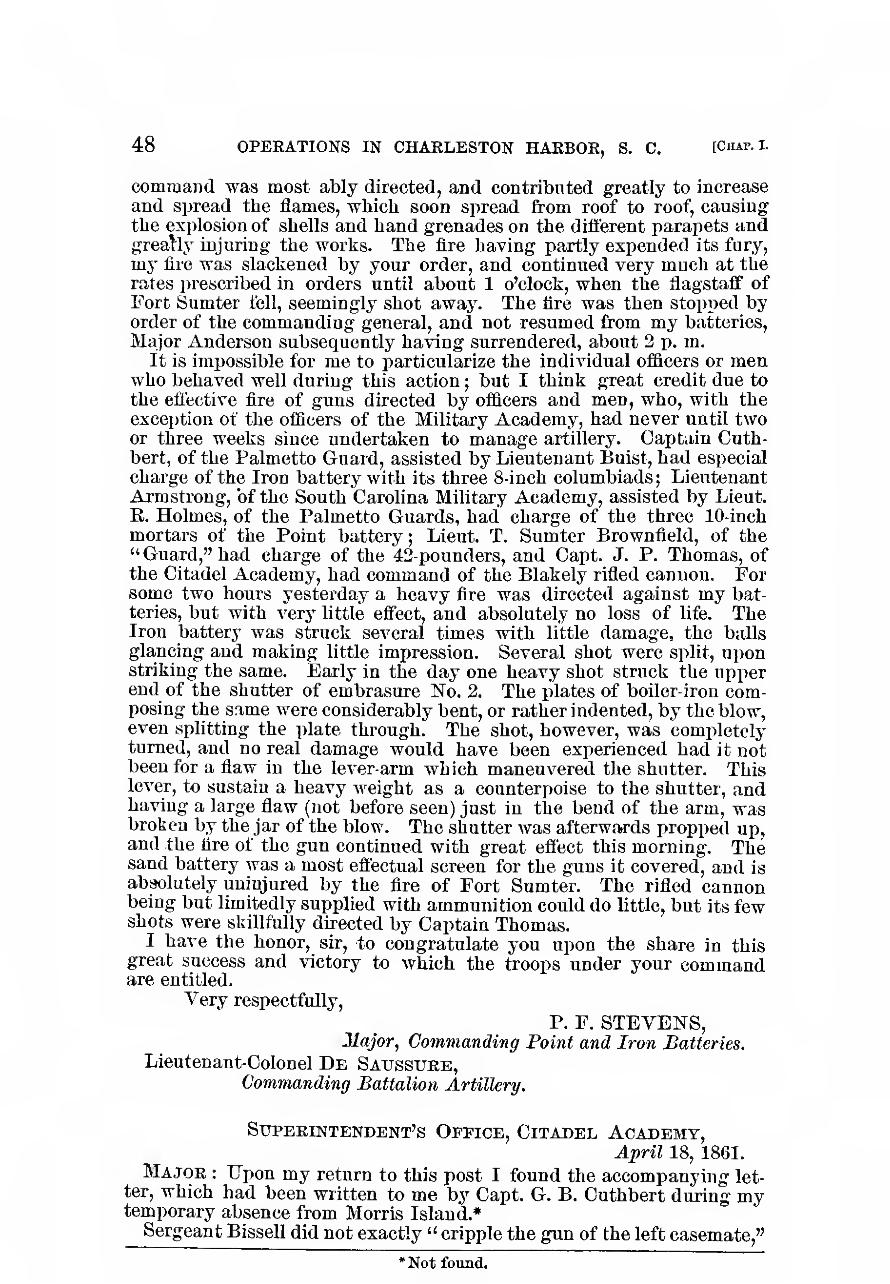 48 OPERATIONS IN CHARLESTON HARBOR, S. C. [CHAP. I.
command was most ably directed, and contributed greatly to increase
and spread the flames, which soon spread from roof to roof, causing
the explosion of shells and hand grenades on the different parapets and
greatly injuring the works. The fire having partly expended its fury,
my fire was slackened by your order, and continued very much at the
rates prescribed in orders until about 1 o'clock, when the flagstaff of
Fort Sumter fell, seemingly shot away. The fire was then stopped by
order of the commanding general, and not resumed from my batteries,
Major Anderson subsequently having surrendered, about 2 p. m.
It is impossible for me to particularize the individual officers or men
who behaved well during this action; but I think great credit due to
the effective fire of guns directed by officers and men, who, with the
exception of the officers of the Military Academy, had never until two
or three weeks since undertaken to manage artillery. Captain Cuth-
bert, of the Palmetto Guard, assisted by Lieutenant Buist, had especial
charge of the Iron battery with its three 8-inch columbiads; Lieutenant
Armstrong, of the South Carolina Military Academy, assisted by Lieut.
R. Holmes, of the Palmetto Guards, had charge of the three 10-inch
mortars of the Point battery; Lieut. T. Sumter Brownfield, of the
"Guard," had charge of the 42-pounders, and Capt. J. P. Thomas, of
the Citadel Academy, had command of the Blakely rifled cannon. For
some two hours yesterday a heavy fire was directed against my bat-
teries, but with very little effect, and absolutely no loss of life. The
Iron battery was struck several times with little damage, the balls
glancing and making little impression. Several shot were split, upon
striking the same. Early in the day one heavy shot struck the upper
end of the shutter of embrasure No. 2. The plates of boiler-iron com-
posing the same were considerably bent, or rather indented, by the blow,
even splitting the plate through. The shot, however, was completely
turned, and no real damage would have been experienced had it not
been for a flaw in the lever-arm which maneuvered the shutter. This
lever, to sustain a heavy weight as a counterpoise to the shutter, and
having a large flaw (not before seen) just in the bend of the arm, was
broken by the jar of the blow. The shutter was afterwards propped up,
and the fire of the gun continued with great effect this morning. The
sand battery was a most effectual screen for the guns it covered, and is
absolutely uninjured by the fire of Fort Sumter. The rifled cannon
being but limitedly supplied with ammunition could do little, but its few
shots were skillfully directed by Captain Thomas.
I have the honor, sir, to congratulate you upon the share in this
great success and victory to which the troops under your command
are entitled.
Very respectfully,
P. F. STEVENS,
Major, Commanding Point and Iron Batteries.
Lieutenant-Colonel DE SAUSSURE,
Commanding Battalion Artillery.
SUPERINTENDENT'S OFFICE, CITADEL ACADEMY,
April 18, 1861.
MAJOR: Upon my return to this post I found the accompanying let-
ter, which had been written to me by Capt. G. B. Cuthbert during my
temporary absence from Morris Island.*
Sergeant Bissell did not exactly "cripple the gun of the left casemate,"
*Not found.